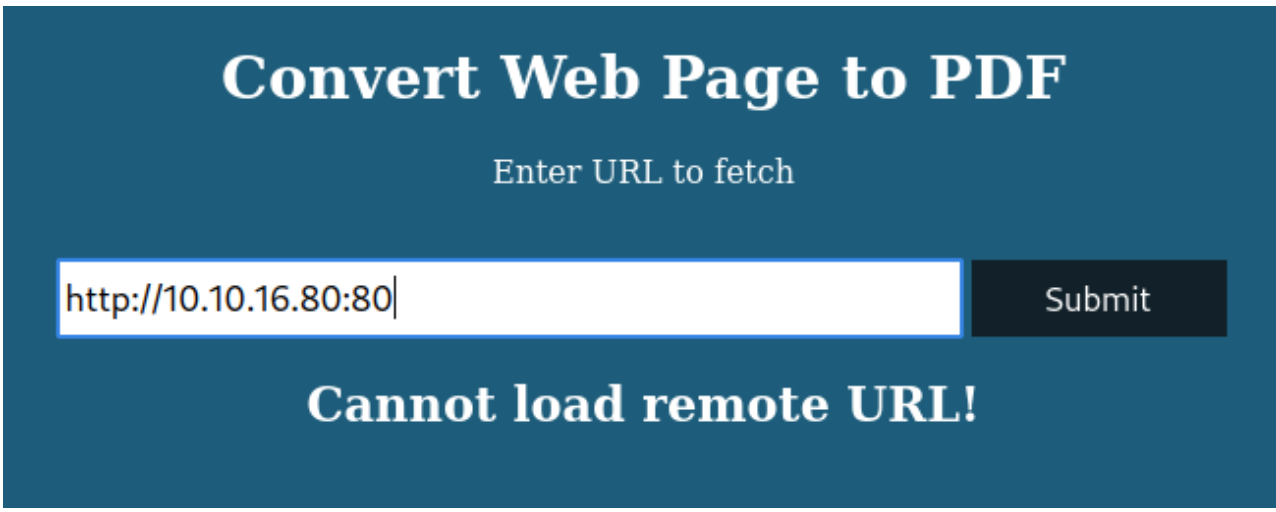 Convert Web Page to PDF
Enter URL to fetch
http://10.10.16.80:80
Submit
Cannot load remote URL!